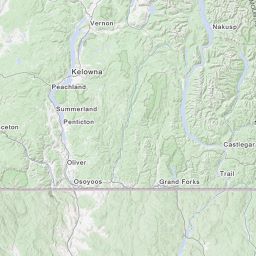 Vernon
Nakusp
Kelowna
Peachland
Summerland
Penticton
Castlegar
Oliver
Trail
Osoyoos
Grand Forks